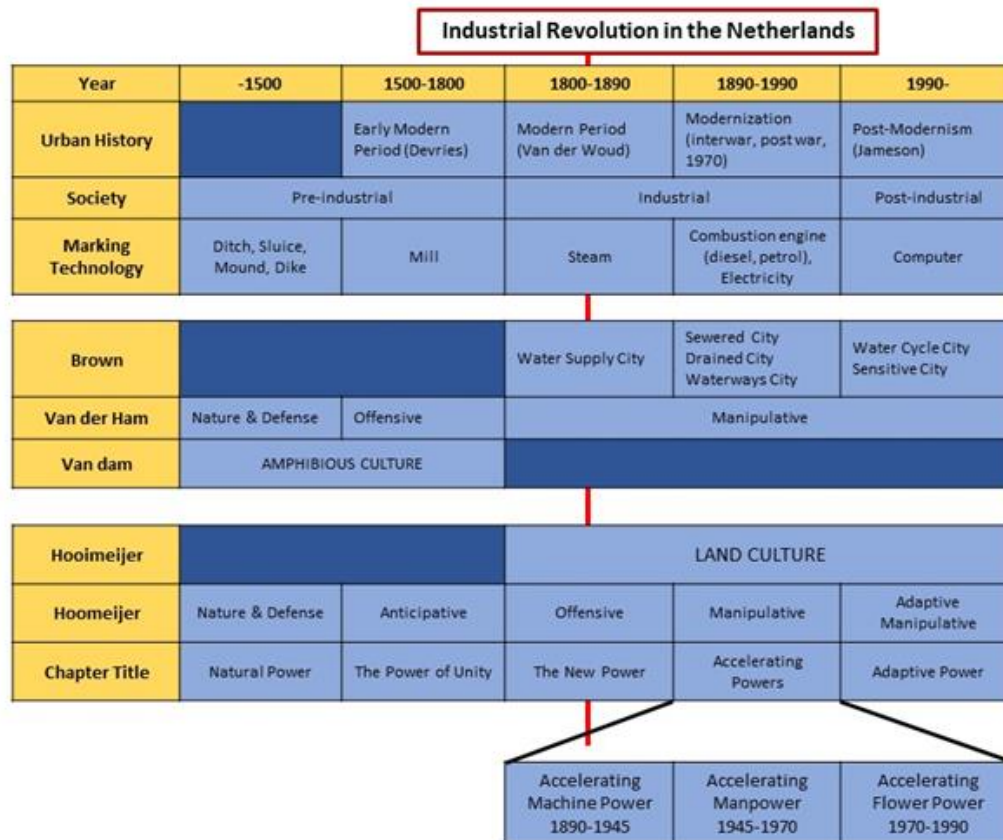 Industrial Revolution in the Netherlands
Year -1500 1500-1800 1800-1890 1890-1990 1990-
Urban History
Early Modern
Period (Devries)
Modern Period
(Van der Woud)
Modernization
(interwar, post war,
1970)
Post-Modernism
(Jameson)
Society Pre-industrial Industrial Post-industrial
Marking
Technology
Ditch, Sluice,
Mound, Dike
Mill
Steam
Combustion engine
(diesel, petrol),
Electricity
Computer
Brown
Water Supply City
Sewered City
Drained City
Waterways City
Water Cycle City
Sensitive City
Van der Ham Nature & Defense Offensive Manipulative
Van dam AMPHIBIOUS CULTURE
Hooimeijer LAND CULTURE
Hoomeijer Nature & Defense Anticipative Offensive Manipulative
Adaptive
Manipulative
Chapter Title Natural Power The Power of Unity The New Power
Accelerating
Powers
Adaptive Power
Accelerating
Machine Power
1890-1945
Accelerating
Manpower
1945-1970
Accelerating
Flower Power
1970-1990